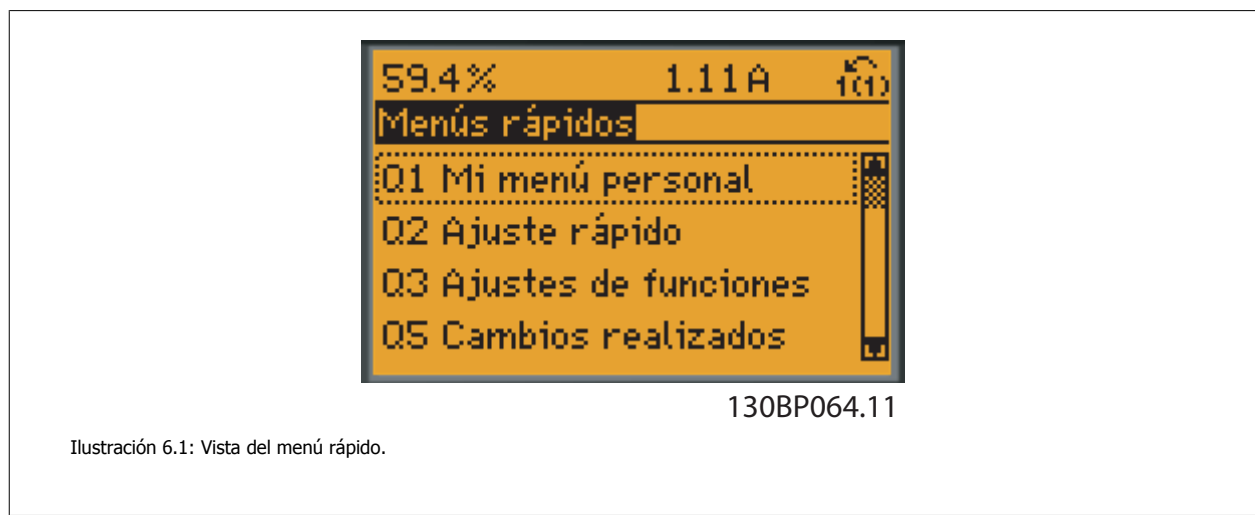 59.4% 1.11A 1(1)
Menús rápidos
Q1 Mi menú personal
Q2 Ajuste rápido
Q3 Ajustes de funciones
Q5 Cambios realizados
130BP064.11
Ilustración 6.1: Vista del menú rápido.